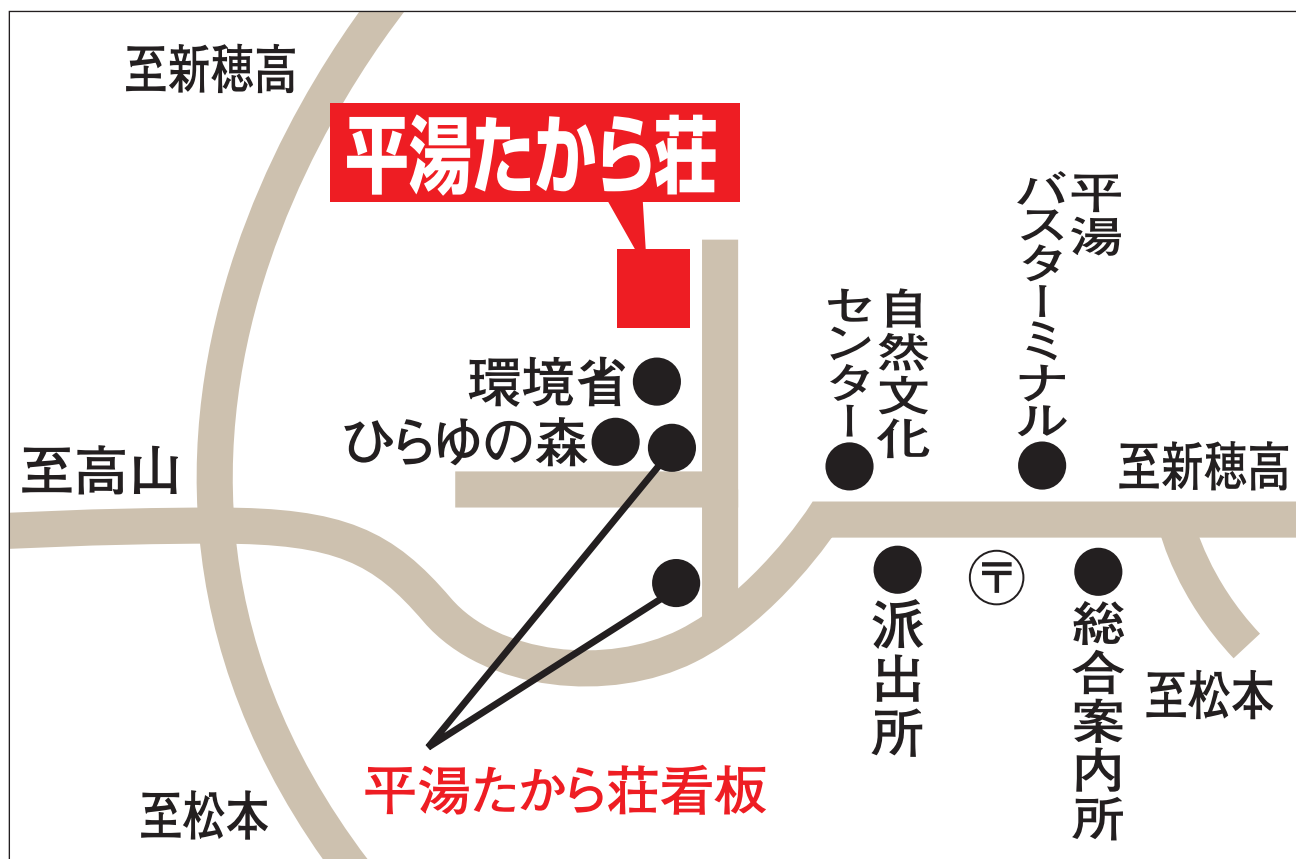 至新穂高
平湯たから荘
平湯
バスターミナル
自然文化
センター
環境省
ひらゆの森
至高山
至新穂高
〒
派出所
総合案内所
至松本
平湯たから荘看板
至松本